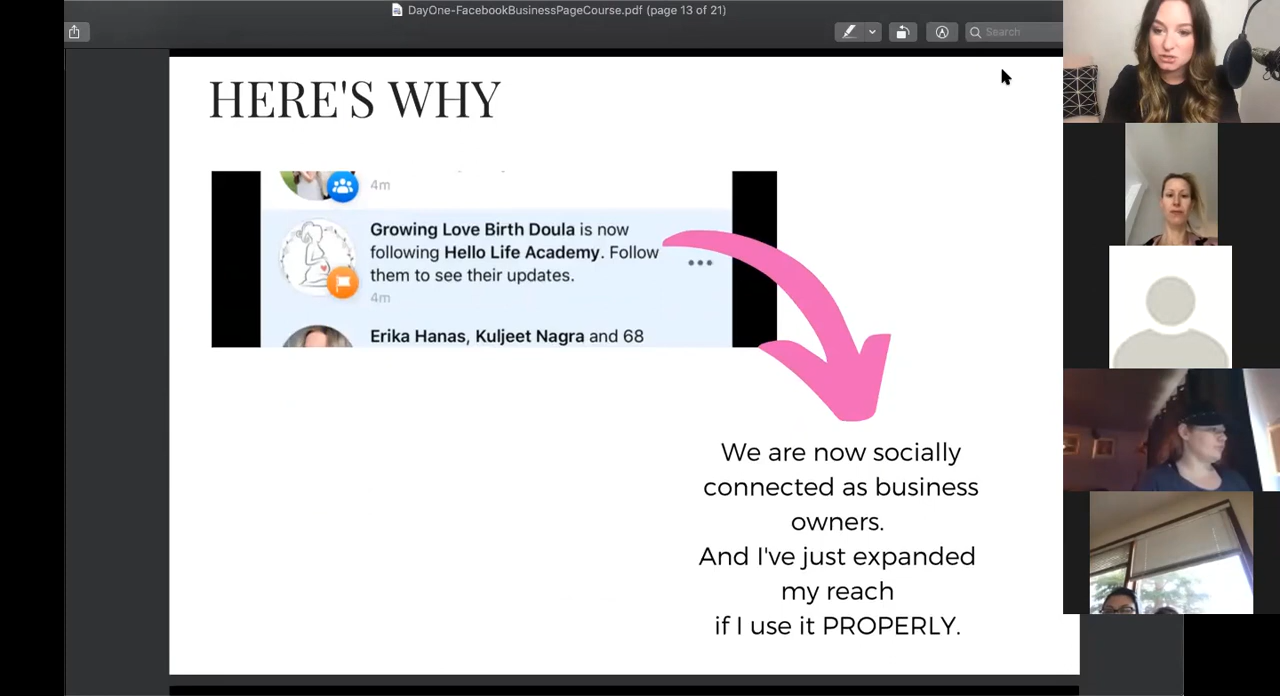 DayOne-FacebookBusinessPageCourse.pdf (page 13 of 21)
Search
HERE'S WHY
4m
Growing Love Birth Doula is now
following Hello Life Academy. Follow
them to see their updates.
4m
Erika Hanas, Kuljeet Nagra and 68
We are now socially
connected as business
owners.
And I've just expanded
my reach
if I use it PROPERLY.